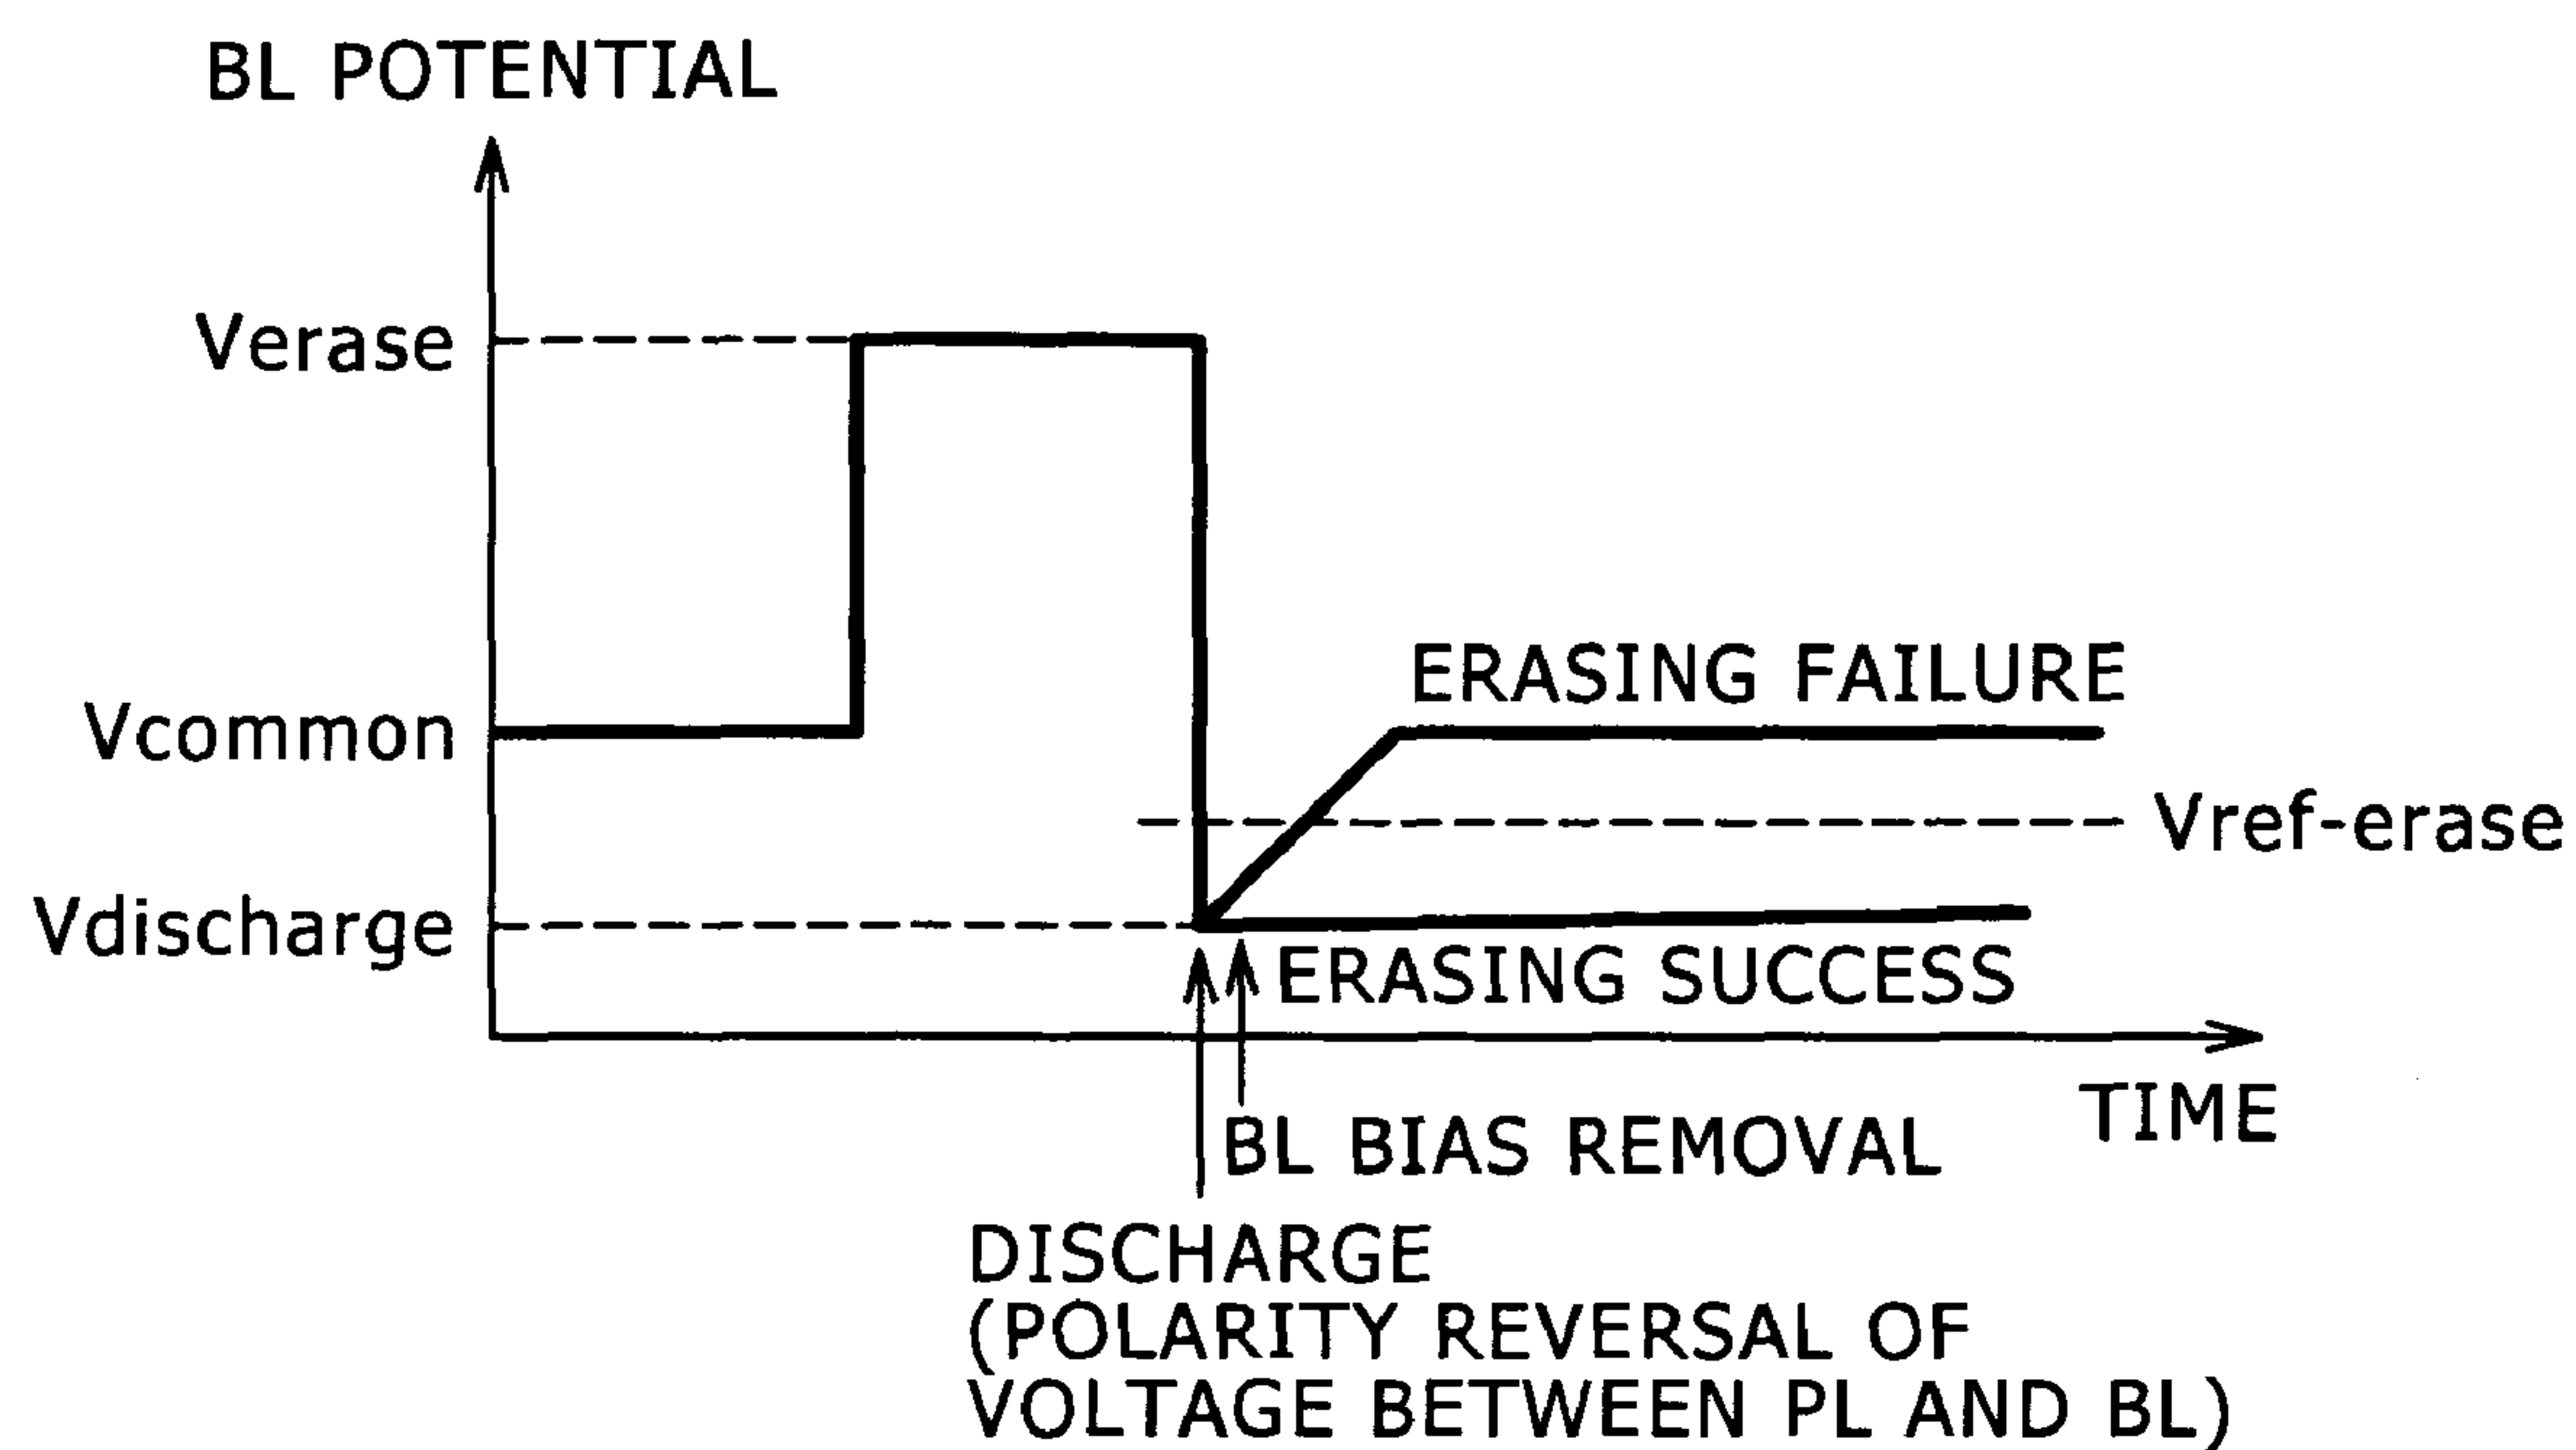 BL POTENTIAL
Verase
Vcommon
ERASING FAILURE
Vref-erase
Vdischarge
ERASING SUCCESS
TIME
BL BIAS REMOVAL
DISCHARGE
(POLARITY REVERSAL OF
VOLTAGE BETWEEN PL AND BL)